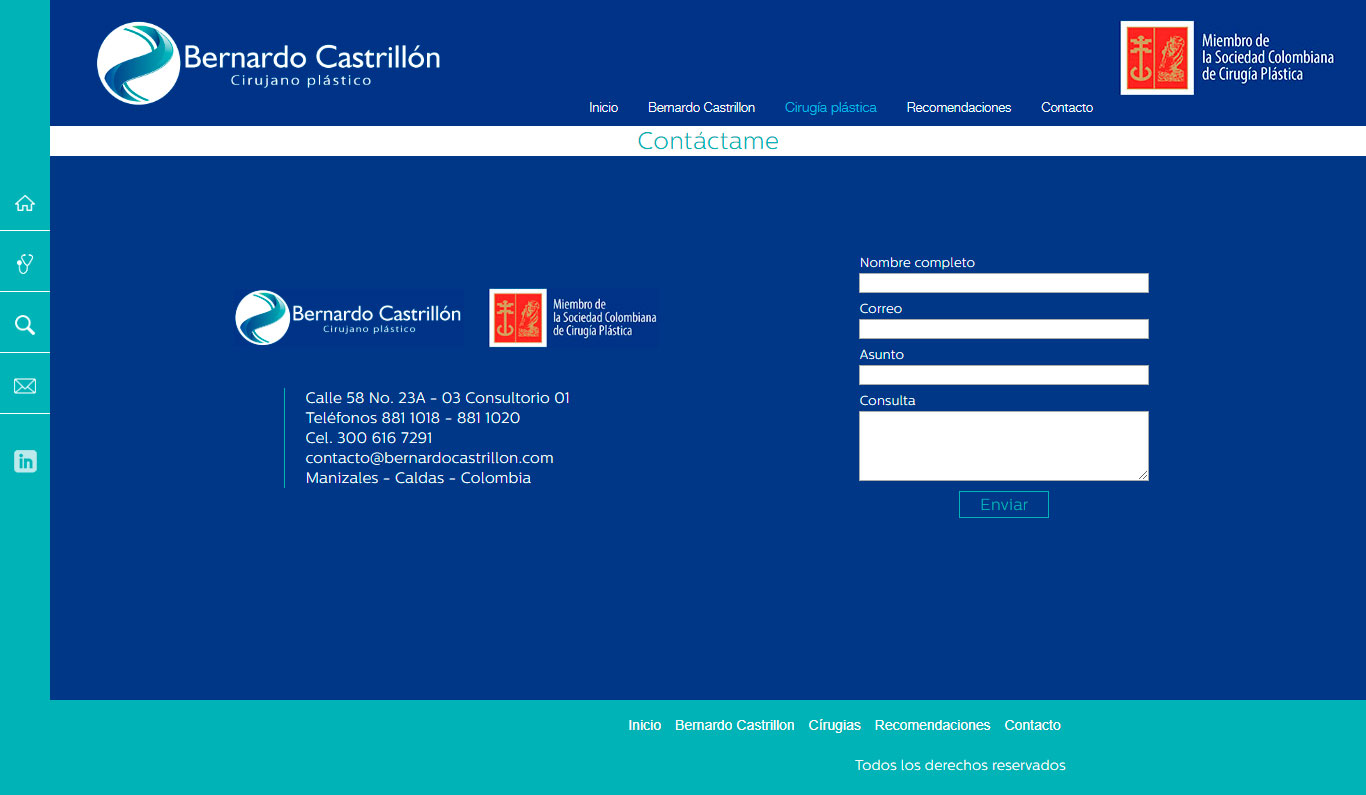 Bernardo Castrillón
Cirujano plástico
Miembro de
la Sociedad Colombiana
de Cirugía Plástica
Inicio Bernardo Castrillon Cirugía plástica Recomendaciones Contacto
Contáctame
Bernardo Castrillón
Cirujano plástico
Miembro de
la Sociedad Colombiana
de Cirugía Plástica
Calle 58 No. 23A - 03 Consultorio 01
Teléfonos 881 1018 - 881 1020
Cel. 300 616 7291
contacto@bernardocastrillon.com
Manizales - Caldas - Colombia
Nombre completo
Correo
Asunto
Consulta
Enviar
in
Inicio Bernardo Castrillon Círugias Recomendaciones Contacto
Todos los derechos reservados